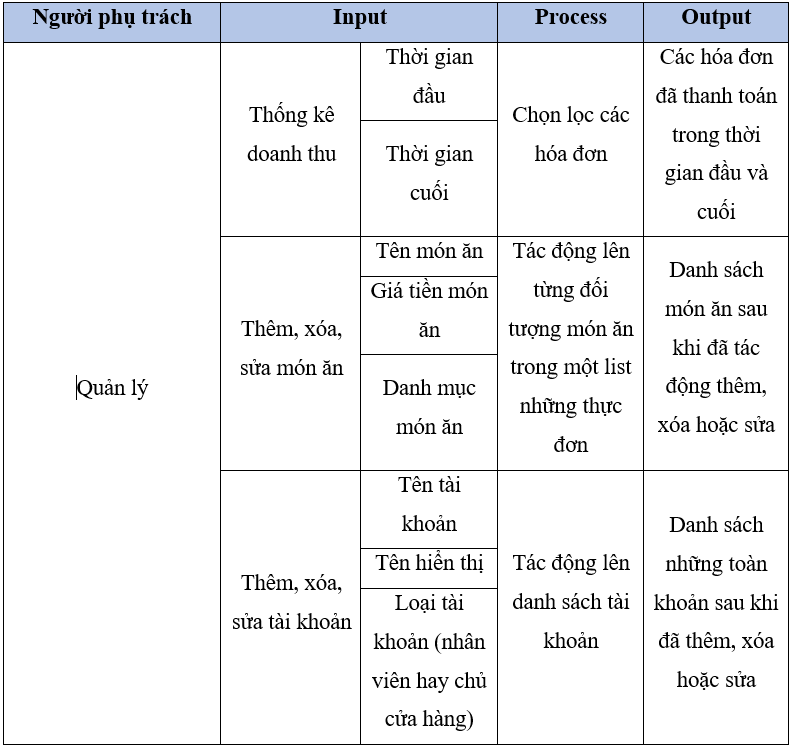 Người phụ trách Input Process Output
Quản lý
Thống kê
doanh thu
Thời gian
đầu
Thời gian
cuối
Chọn lọc các
hóa đơn
Các hóa đơn
đã thanh toán
trong thời
gian đầu và
cuối
Thêm, xóa,
sửa món ăn
Tên món ăn
Giá tiền món
ăn
Danh mục
món ăn
Tác động lên
từng đối
tượng món ăn
trong một list
những thực
đơn
Danh sách
món ăn sau
khi đã tác
động thêm,
xóa hoặc sửa
Thêm, xóa,
sửa tài khoản
Tên tài
khoản
Tên hiển thị
Loại tài
khoản (nhân
viên hay chủ
cửa hàng)
Tác động lên
danh sách tài
khoản
Danh sách
những toàn
khoản sau khi
đã thêm, xóa
hoặc sửa